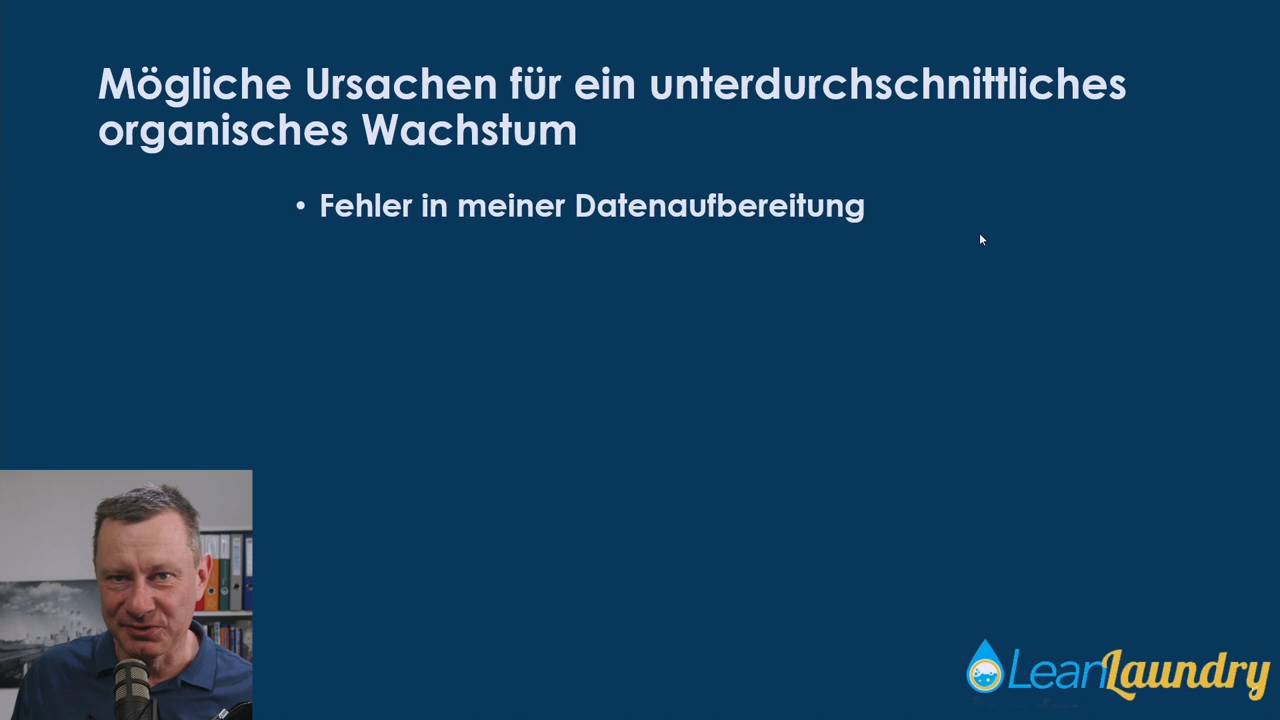 Mögliche Ursachen für ein unterdurchschnittliches
organisches Wachstum
• Fehler in meiner Datenaufbereitung
LeanLaundry